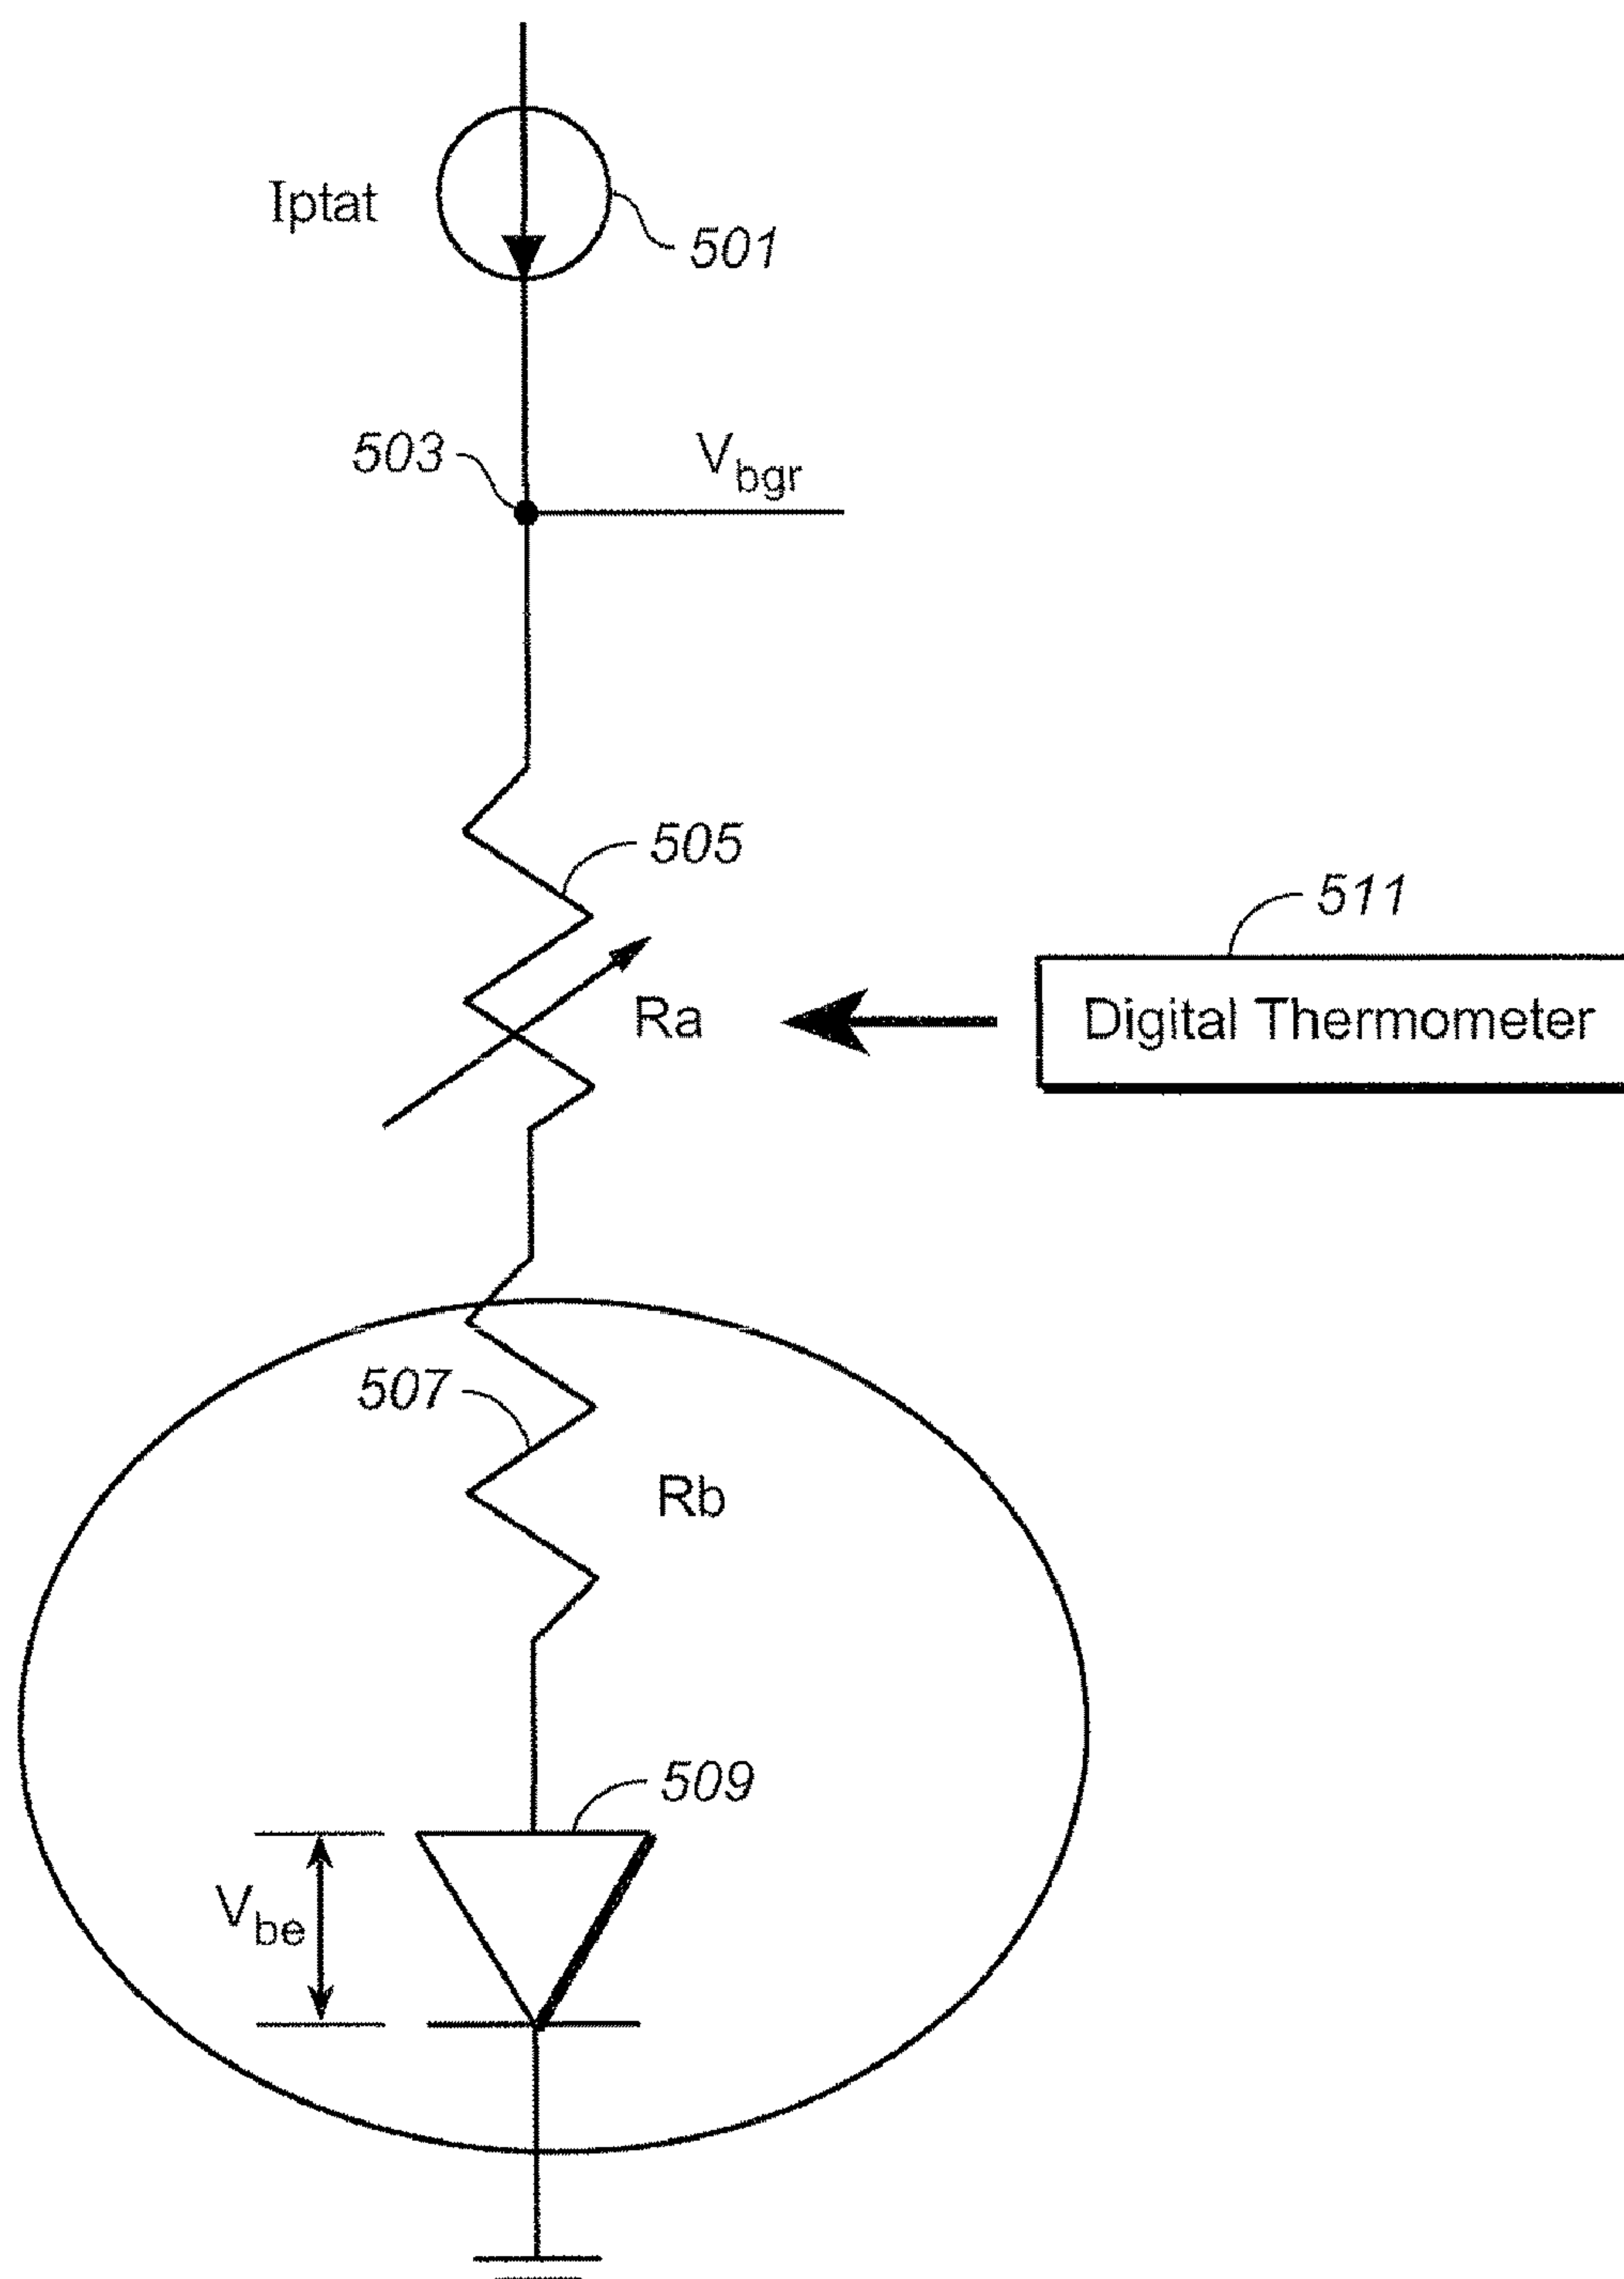 Iptat
501
503
Vbgr
505
511
Ra
Digital Thermometer
507
Rb
509
Vbe